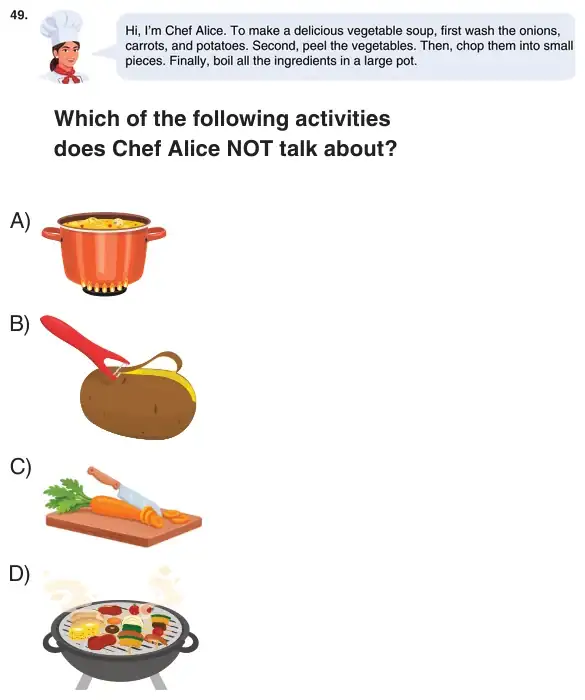 49.
Hi, I'm Chef Alice. To make a delicious vegetable soup, first wash the onions,
carrots, and potatoes. Second, peel the vegetables. Then, chop them into small
pieces. Finally, boil all the ingredients in a large pot.
Which of the following activities
does Chef Alice NOT talk about?
A)
B)
C)
D)